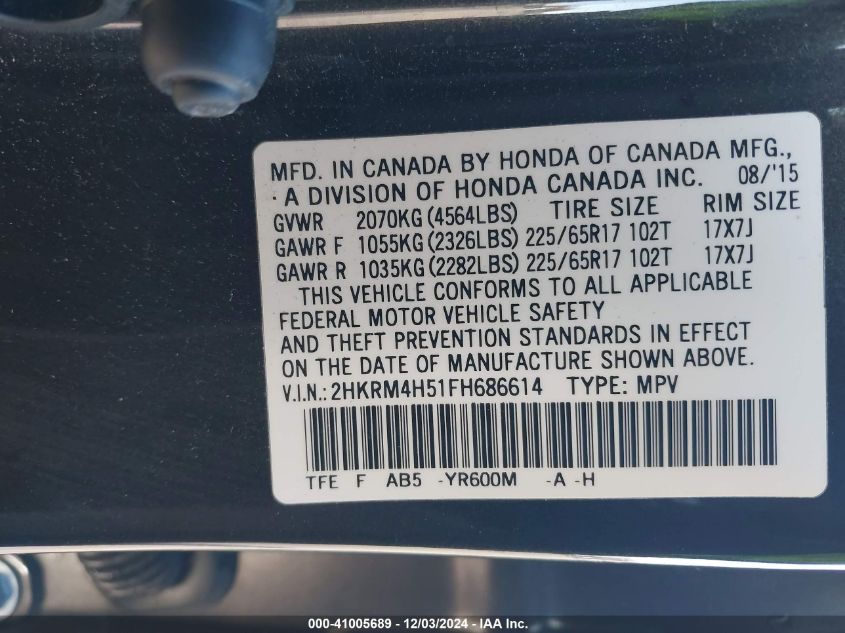 MFD. IN CANADA BY HONDA OF CANADA MFG.,
A DIVISION OF HONDA CANADA INC. 08/'15
GVWR 2070KG (4564LBS) TIRE SIZE RIM SIZE
GAWR F 1055KG (2326LBS) 225/65R17 102T 17X7J
GAWR R 1035KG (2282LBS) 225/65R17 102T 17X7J
THIS VEHICLE CONFORMS TO ALL APPLICABLE
FEDERAL MOTOR VEHICLE SAFETY
AND THEFT PREVENTION STANDARDS IN EFFECT
ON THE DATE OF MANUFACTURE SHOWN ABOVE.
V.I.N.: 2HKRM4H51FH686614 TYPE: MPV
TFE F AB5 -YR600M -A -H
000-41005689 - 12/03/2024 - IAA Inc.